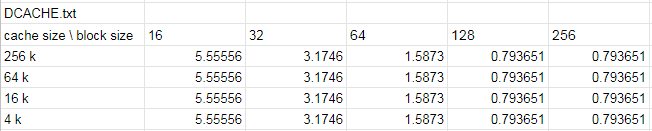 DCACHE.txt
cache size \ block size 16 32 64 128 256
256 k 5.55556 3.1746 1.5873 0.793651 0.793651
64 k 5.55556 3.1746 1.5873 0.793651 0.793651
16 k 5.55556 3.1746 1.5873 0.793651 0.793651
4 k 5.55556 3.1746 1.5873 0.793651 0.793651